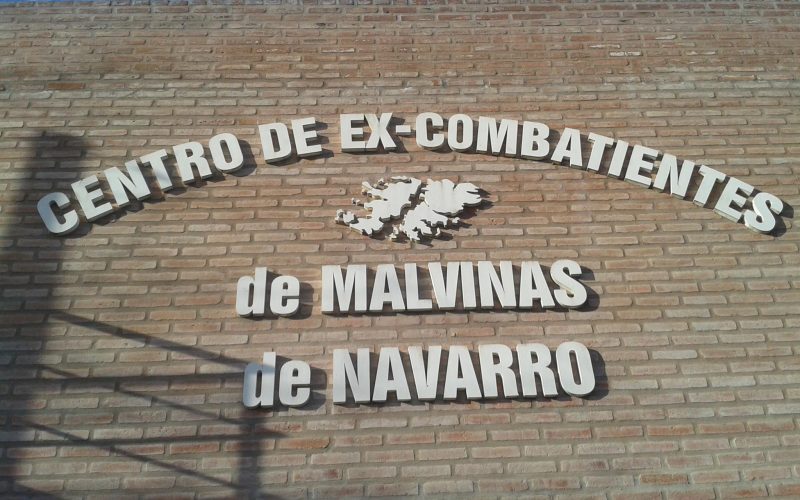 CENTRO DE EX-COMBATIENTES
de MALVINAS
de NAVARRO